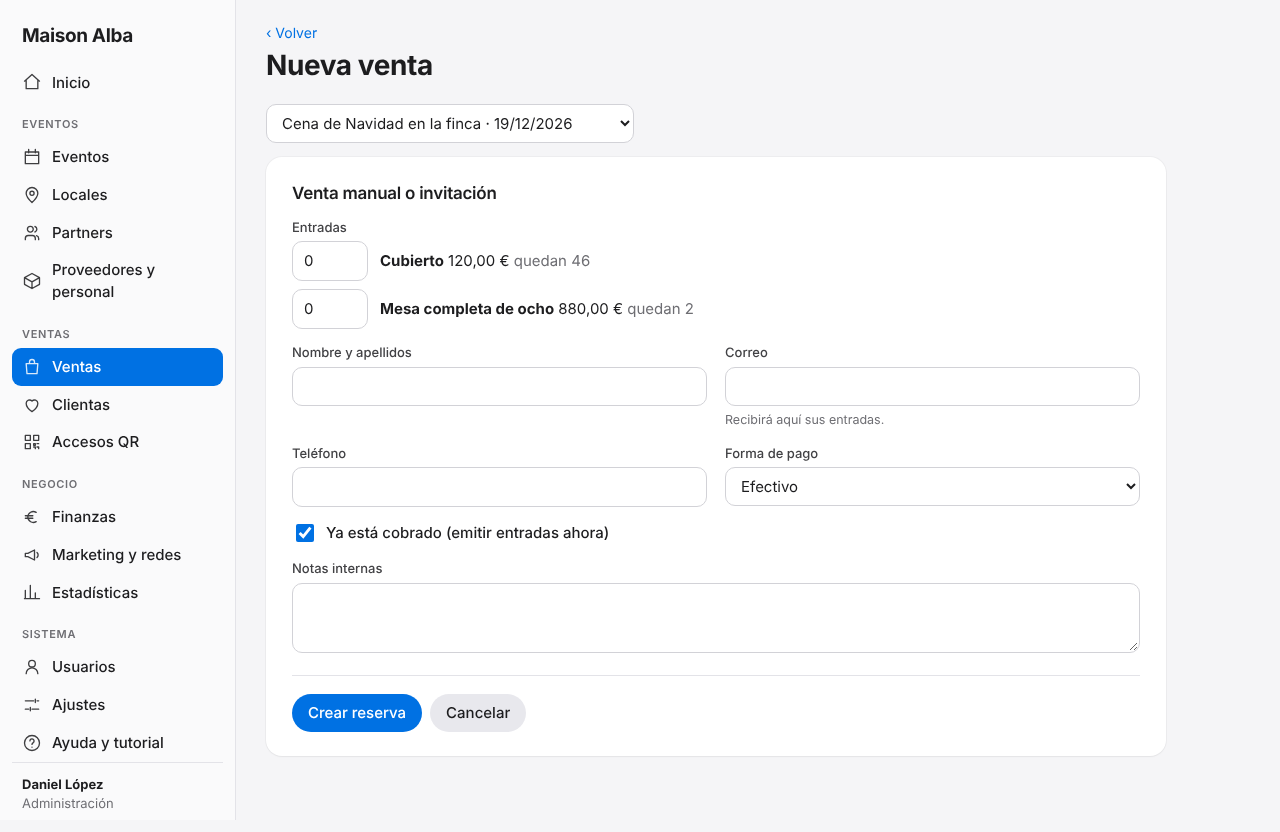 Maison Alba
Inicio
EVENTOS
Eventos
Locales
Partners
Proveedores y
personal
VENTAS
Ventas
Clientas
Accesos QR
NEGOCIO
Finanzas
Marketing y redes
Estadísticas
SISTEMA
Usuarios
Ajustes
Ayuda y tutorial
Daniel López
Administración
‹ Volver
Nueva venta
Cena de Navidad en la finca · 19/12/2026
Venta manual o invitación
Entradas
0 Cubierto 120,00 € quedan 46
0 Mesa completa de ocho 880,00 € quedan 2
Nombre y apellidos
Correo
Recibirá aquí sus entradas.
Teléfono
Forma de pago
Efectivo
Ya está cobrado (emitir entradas ahora)
Notas internas
Crear reserva
Cancelar